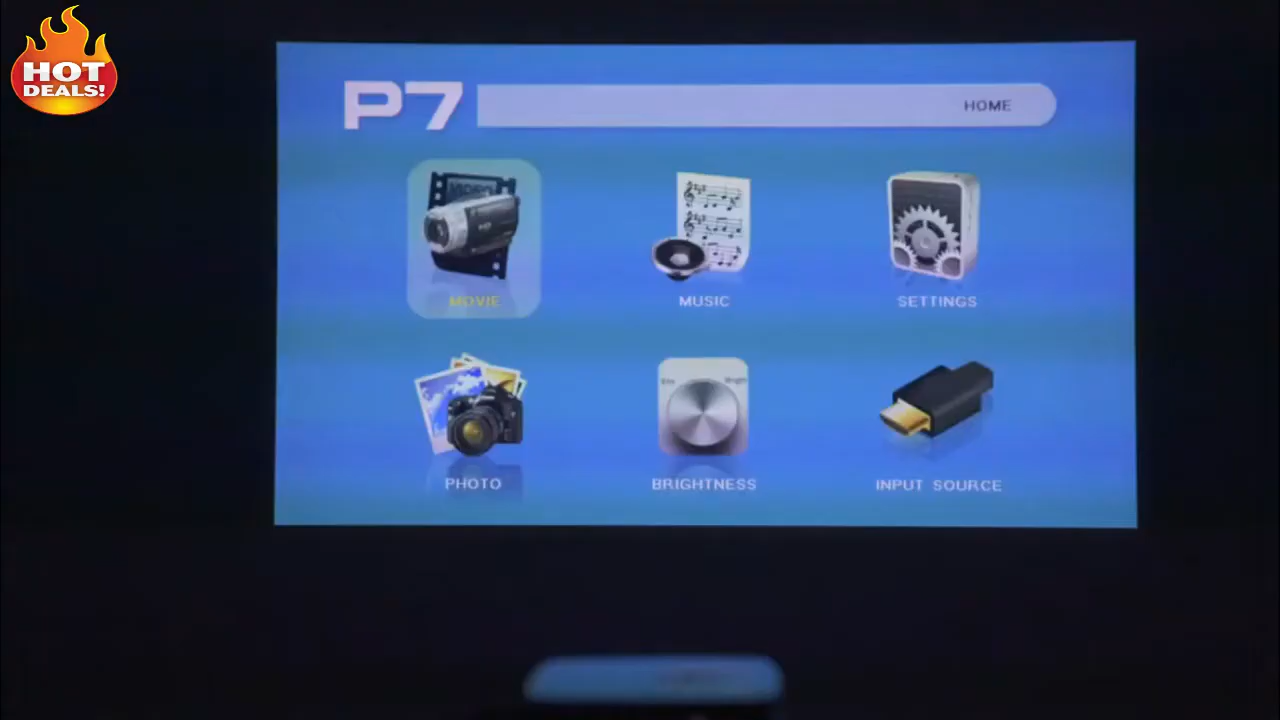 HOT
DEALS!
P7
HOME
MOVIE
MUSIC
SETTINGS
PHOTO
BRIGHTNESS
INPUT SOURCE